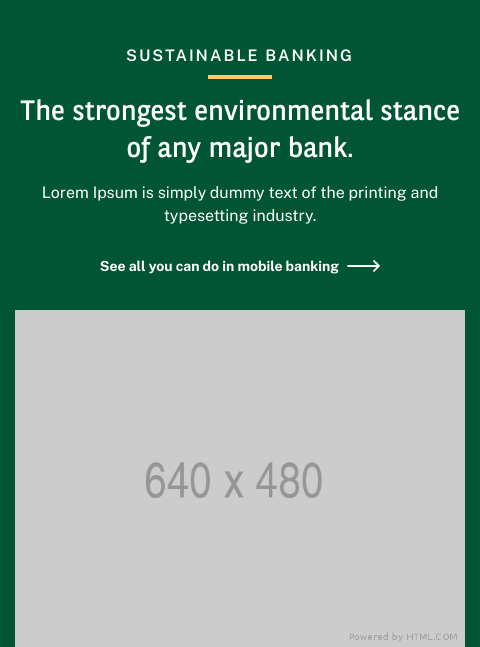 SUSTAINABLE BANKING
The strongest environmental stance
of any major bank.
Lorem Ipsum is simply dummy text of the printing and
typesetting industry.
See all you can do in mobile banking
640 x 480
Powered by HTML.COM